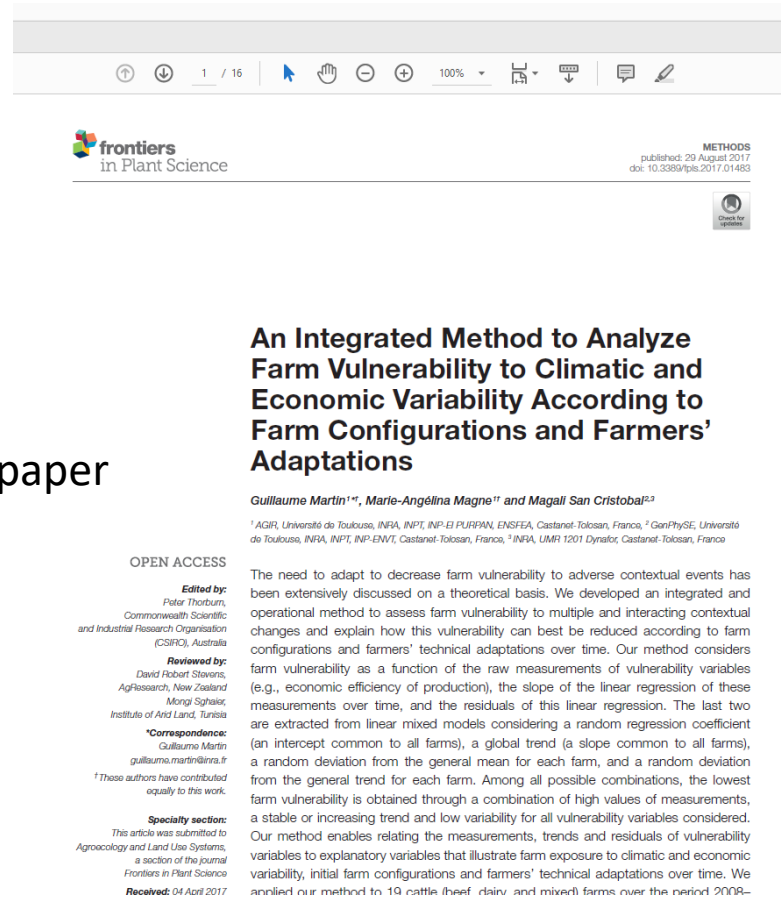 1 / 16
100%
frontiers
in Plant Science
METHODS
published: 29 August 2017
doi: 10.3389/fpls.2017.01483
Check for
updates
An Integrated Method to Analyze
Farm Vulnerability to Climatic and
Economic Variability According to
Farm Configurations and Farmers’
Adaptations
paper
Guillaume Martin¹*†, Marie-Angélina Magne¹† and Magali San Cristobal²,³
¹ AGIR, Université de Toulouse, INRA, INPT, INP-EI PURPAN, ENSFEA, Castanet-Tolosan, France, ² GenPhySE, Université
de Toulouse, INRA, INPT, INP-ENVT, Castanet-Tolosan, France, ³ INRA, UMR 1201 Dynafor, Castanet-Tolosan, France
OPEN ACCESS
Edited by:
Peter Thorburn,
Commonwealth Scientific
and Industrial Research Organisation
(CSIRO), Australia
Reviewed by:
David Robert Stevens,
AgResearch, New Zealand
Mongi Sghaier,
Institute of Arid Land, Tunisia
*Correspondence:
Guillaume Martin
guillaume.martin@inra.fr
†These authors have contributed
equally to this work.
Specialty section:
This article was submitted to
Agroecology and Land Use Systems,
a section of the journal
Frontiers in Plant Science
Received: 04 April 2017
The need to adapt to decrease farm vulnerability to adverse contextual events has
been extensively discussed on a theoretical basis. We developed an integrated and
operational method to assess farm vulnerability to multiple and interacting contextual
changes and explain how this vulnerability can best be reduced according to farm
configurations and farmers’ technical adaptations over time. Our method considers
farm vulnerability as a function of the raw measurements of vulnerability variables
(e.g., economic efficiency of production), the slope of the linear regression of these
measurements over time, and the residuals of this linear regression. The last two
are extracted from linear mixed models considering a random regression coefficient
(an intercept common to all farms), a global trend (a slope common to all farms),
a random deviation from the general mean for each farm, and a random deviation
from the general trend for each farm. Among all possible combinations, the lowest
farm vulnerability is obtained through a combination of high values of measurements,
a stable or increasing trend and low variability for all vulnerability variables considered.
Our method enables relating the measurements, trends and residuals of vulnerability
variables to explanatory variables that illustrate farm exposure to climatic and economic
variability, initial farm configurations and farmers’ technical adaptations over time. We
applied our method to 19 cattle (beef, dairy, and mixed) farms over the period 2008–